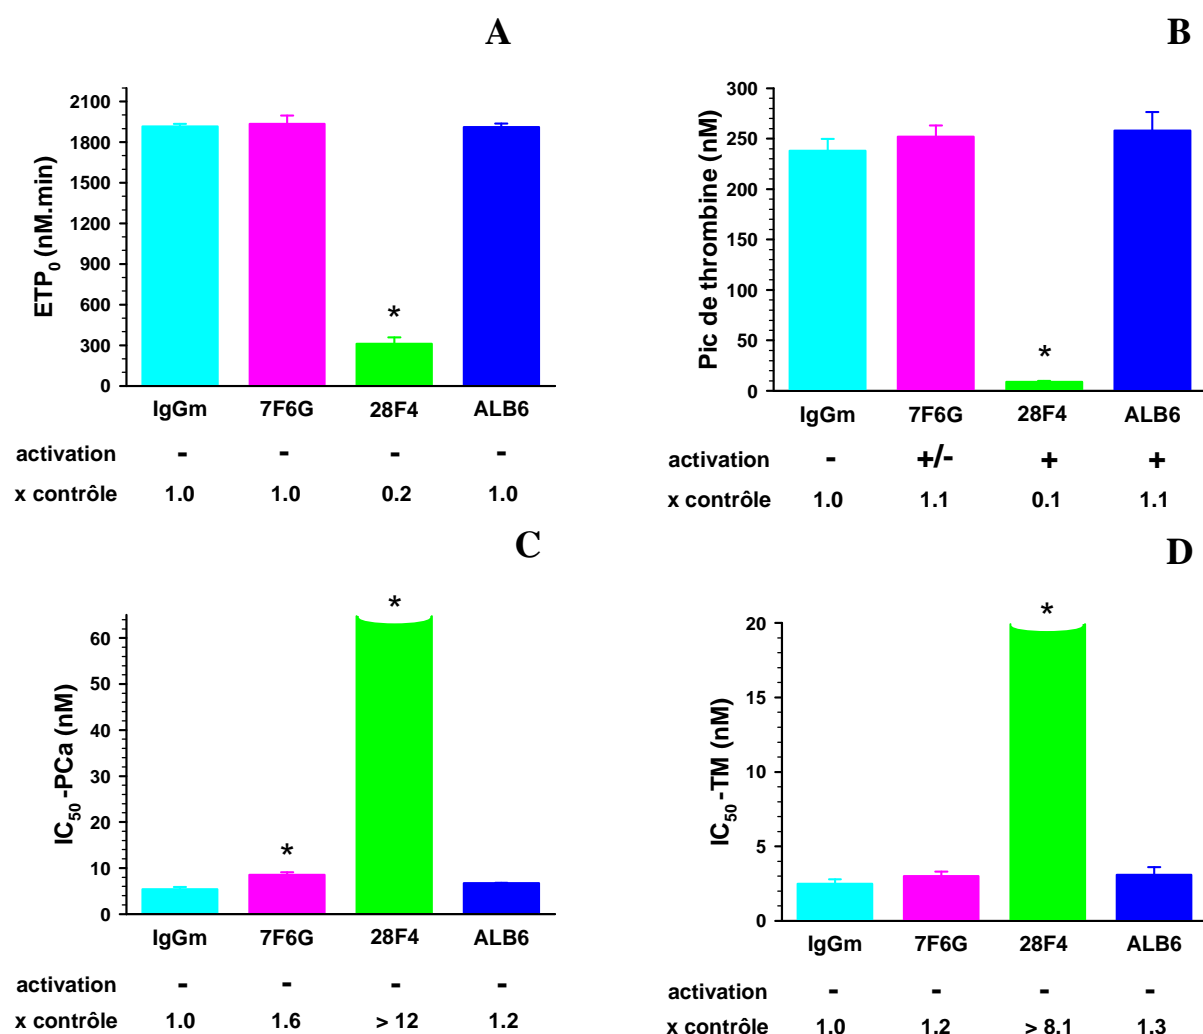 A
ETP0 (nM.min)
2100
1800
1500
1200
900
600
300
0
*
IgGm 7F6G 28F4 ALB6
activation - - - -
x contrôle 1.0 1.0 0.2 1.0
B
Pic de thrombine (nM)
300
250
200
150
100
50
0
*
IgGm 7F6G 28F4 ALB6
activation - +/- + +
x contrôle 1.0 1.1 0.1 1.1
C
IC50 -PCa (nM)
60
50
40
30
20
10
0
* *
IgGm 7F6G 28F4 ALB6
activation - - - -
x contrôle 1.0 1.6 > 12 1.2
D
IC50 -TM (nM)
20
15
10
5
0
*
IgGm 7F6G 28F4 ALB6
activation - - - -
x contrôle 1.0 1.2 > 8.1 1.3